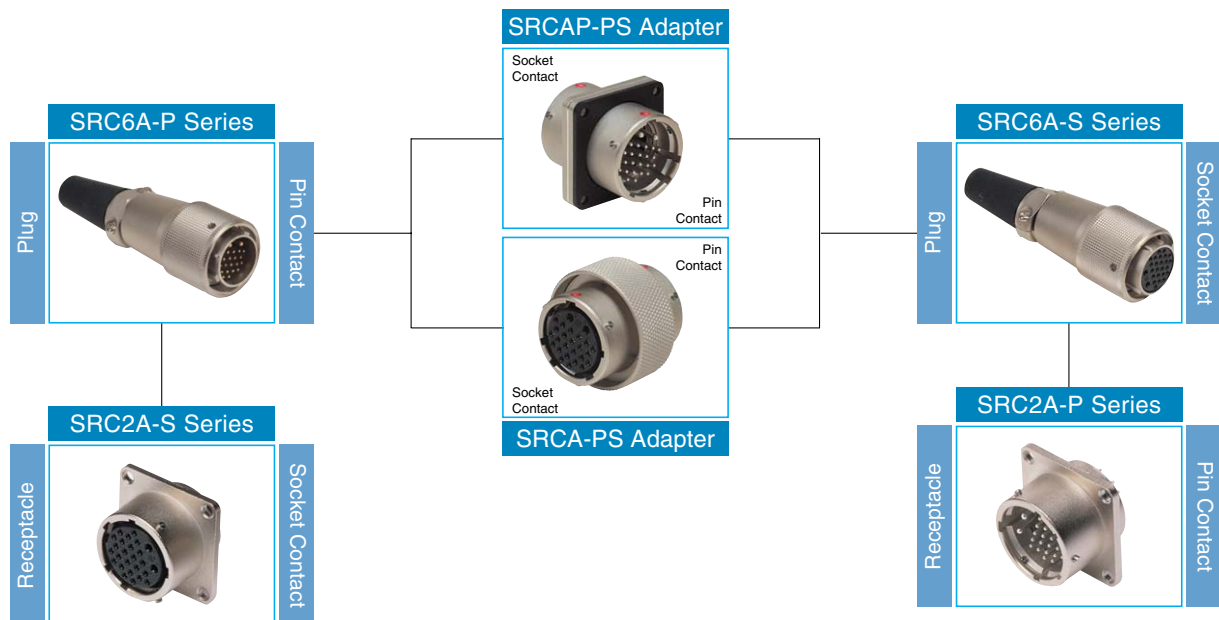 SRCAP-PS Adapter
Socket
Contact
Pin
Contact
SRC6A-P Series
Plug
Pin Contact
SRC6A-S Series
Plug
Socket Contact
Pin
Contact
Socket
Contact
SRCA-PS Adapter
SRC2A-S Series
Receptacle
Socket Contact
SRC2A-P Series
Receptacle
Pin Contact